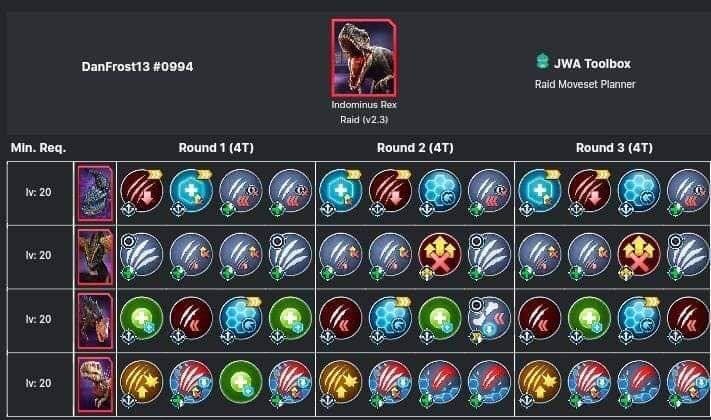 DanFrost13 #0994
JWA Toolbox
Raid Moveset Planner
Indominus Rex
Raid (v2.3)
Min. Req.
Round 1 (4T)
Round 2 (4T)
Round 3 (4T)
lv: 20
lv: 20
lv: 20
lv: 20